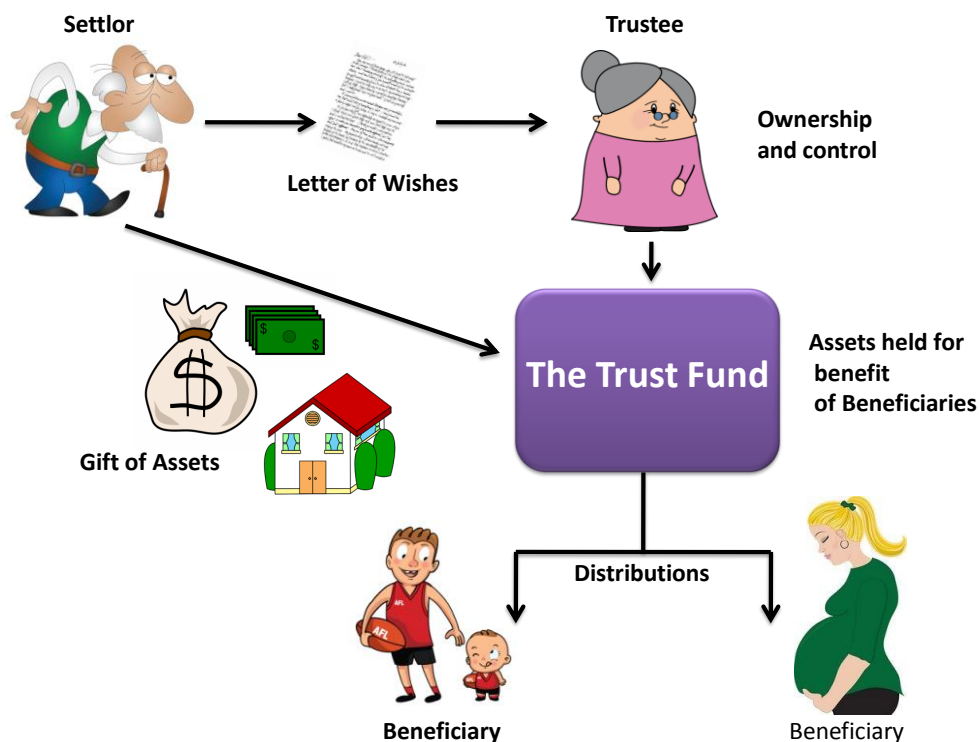 Settlor
Trustee
Letter of Wishes
Ownership
and control
$
$
$
Gift of Assets
The Trust Fund
Assets held for
benefit
of Beneficiaries
Distributions
AFL
AFL
Beneficiary
Beneficiary